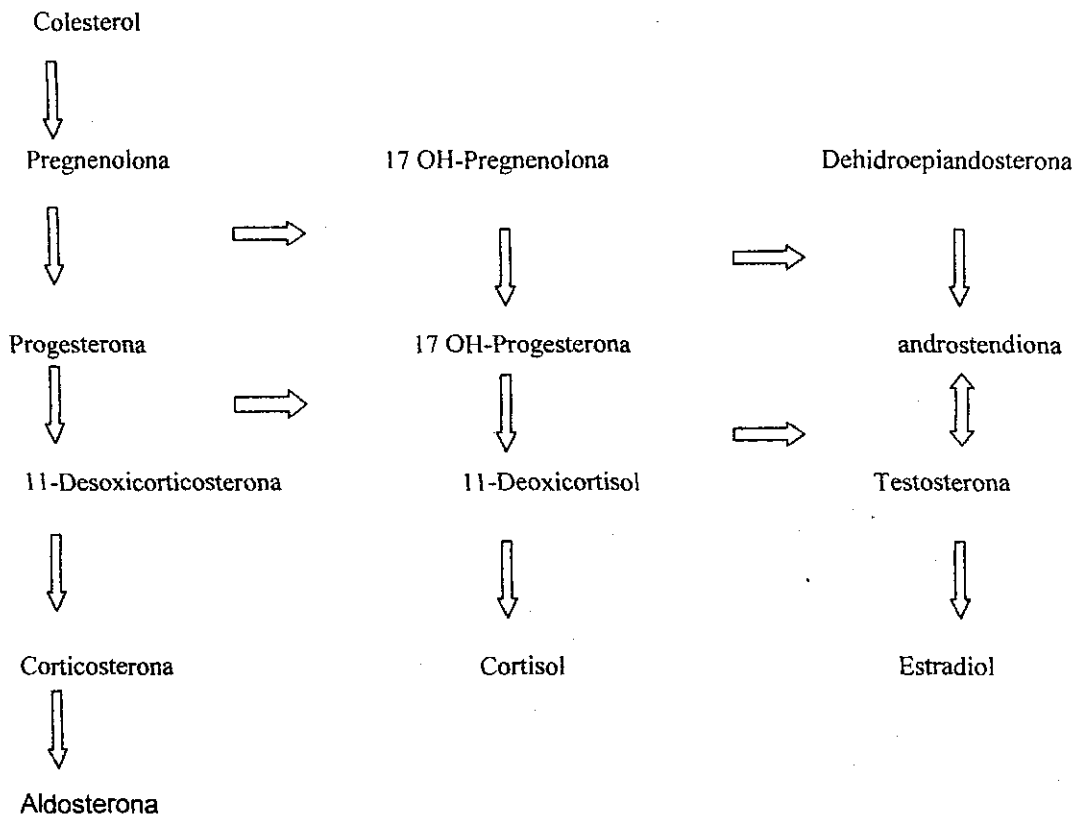 Colesterol
Pregnenolona 17 OH-Pregnenolona Dehidroepiandosterona
Progesterona 17 OH-Progesterona androstendiona
11-Desoxicorticosterona 11-Deoxicortisol Testosterona
Corticosterona Cortisol Estradiol
Aldosterona